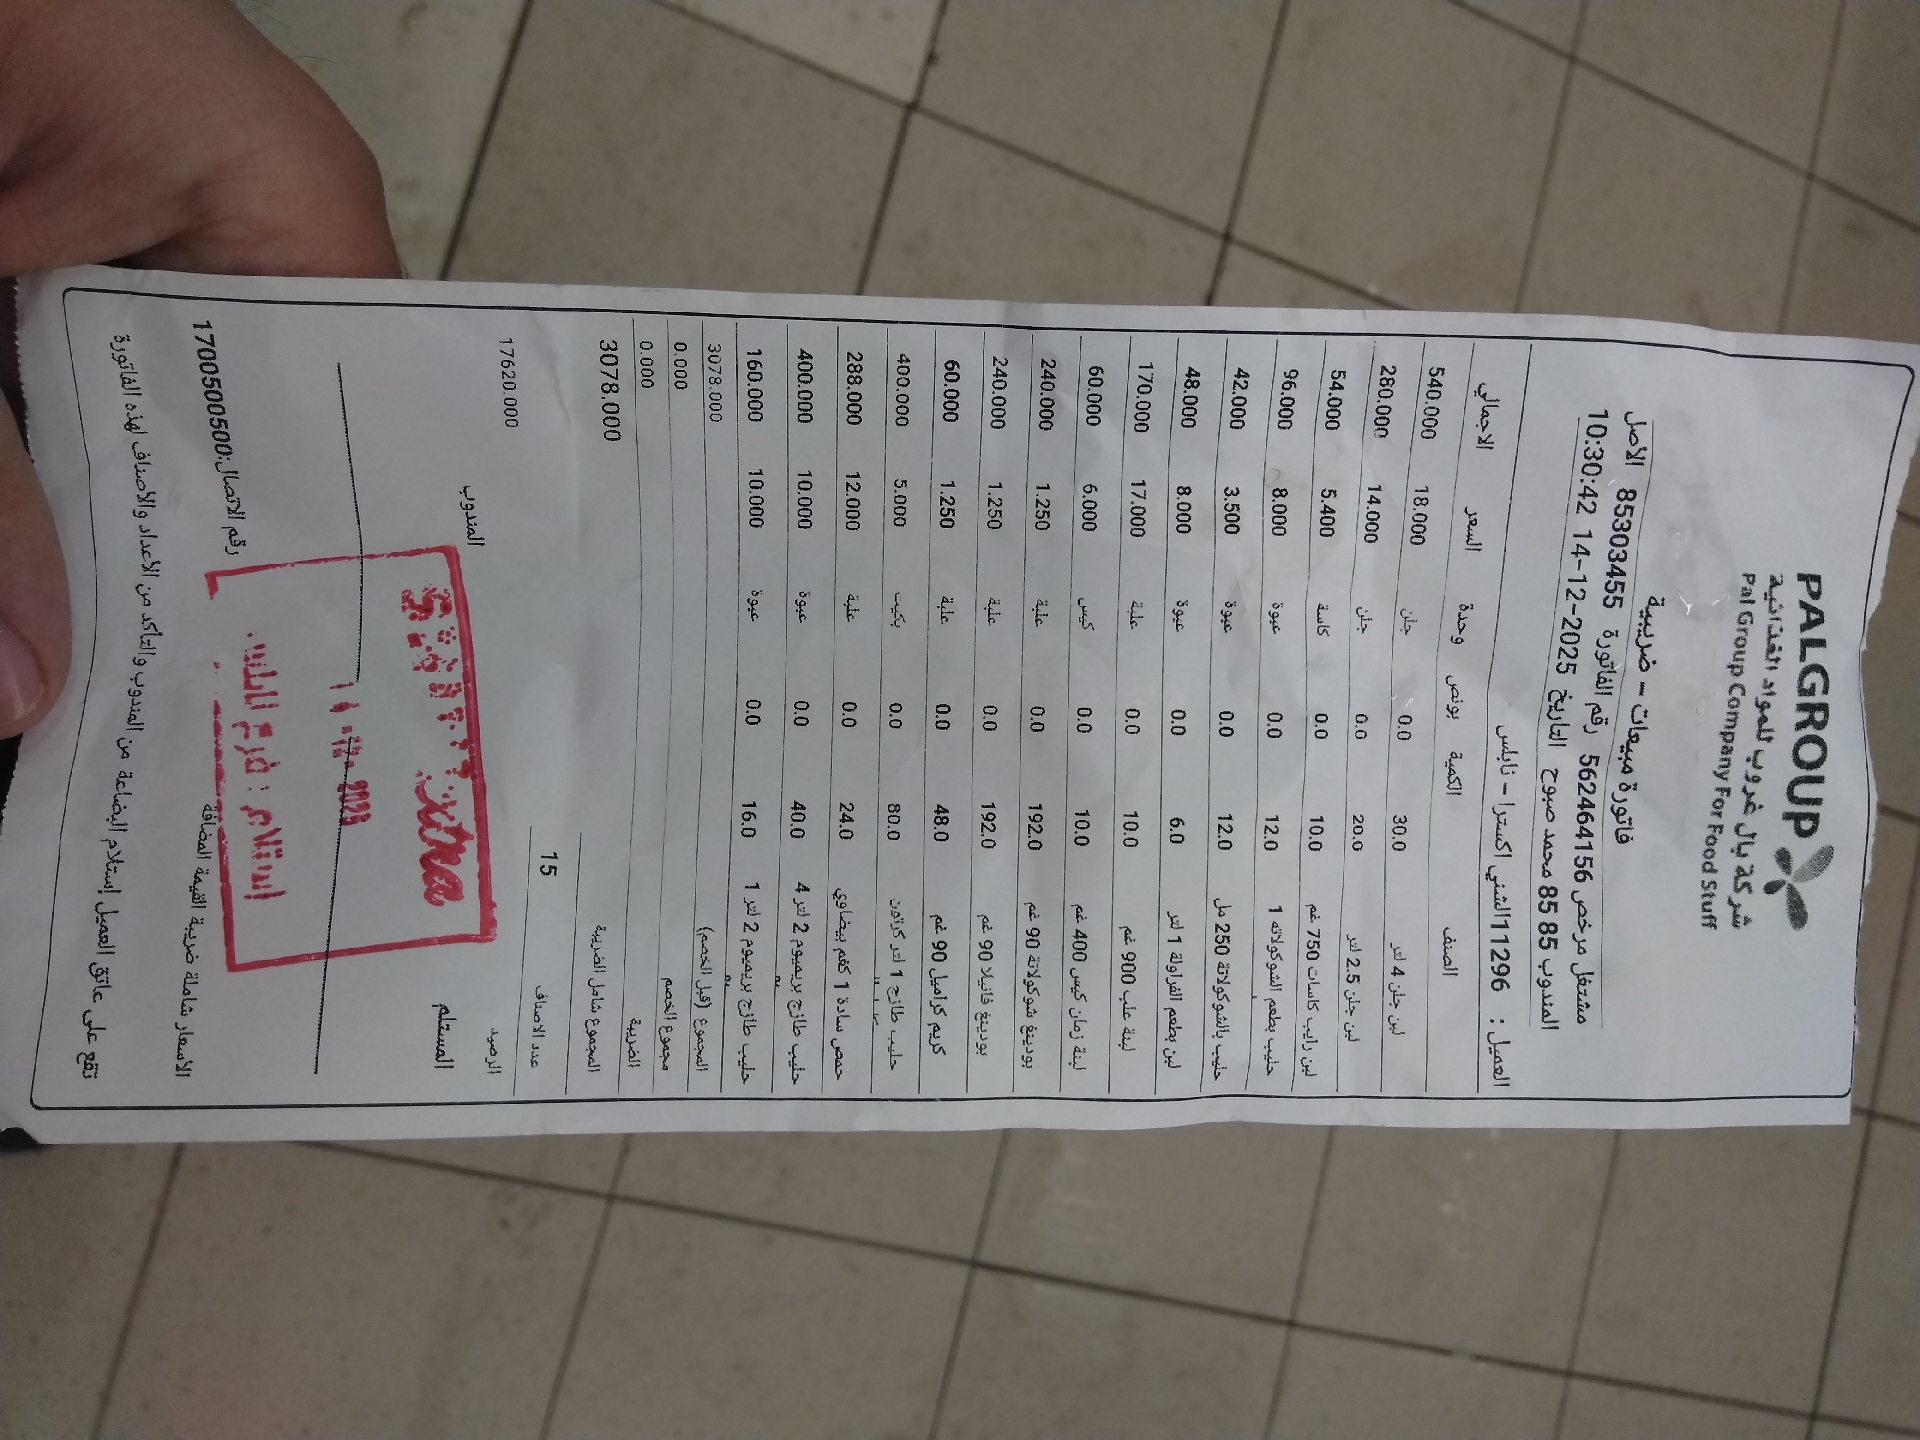 PALGROUP
شركة بال غروب للمواد الغذائية
Pal Group Company For Food Stuff
فاتورة مبيعات - ضريبية
مشتغل مرخص 562464156 رقم الفاتورة 85303455 الاصل
المندوب 85 85 محمد صبوح التاريخ 2025-12-14 10:30:42
العميل : 11296 الشني اكسترا - نابلس
الصنف الكمية بونص وحدة السعر الاجمالي
لبن جلن 4 لتر 30.0 0.0 جلن 18.000 540.000
لبن جلن 2.5 لتر 20.0 0.0 جلن 14.000 280.000
لبن رايب كاسات 750 غم 10.0 0.0 كاسة 5.400 54.000
حليب بطعم الشوكولاته 1 12.0 0.0 عبوة 8.000 96.000
حليب بالشوكولاتة 250 مل 12.0 0.0 عبوة 3.500 42.000
لبن بطعم الفراولة 1 لتر 6.0 0.0 عبوة 8.000 48.000
لبنة علب 900 غم 10.0 0.0 علبة 17.000 170.000
لبنة زمان كيس 400 غم 10.0 0.0 كيس 6.000 60.000
بودينغ شوكولاتة 90 غم 192.0 0.0 علبة 1.250 240.000
بودينغ فانيلا 90 غم 192.0 0.0 علبة 1.250 240.000
كريم كراميل 90 غم 48.0 0.0 علبة 1.250 60.000
حليب طازج 1 لتر كرتون 80.0 0.0 بكيت 5.000 400.000
حمص سادة 1 كغم بيضاوي 24.0 0.0 علبة 12.000 288.000
حليب طازج بريميوم 2 لتر 4 40.0 0.0 عبوة 10.000 400.000
حليب طازج بريميوم 2 لتر 1 16.0 0.0 عبوة 10.000 160.000
المجموع (قبل الخصم) 3078.000
مجموع الخصم 0.000
الضريبة 0.000
المجموع شامل الضريبة 3078.000
عدد الاصناف 15
الرصيد 17620.000
المستلم المندوب
استلام : فرع نابلس
الاسعار شاملة ضريبة القيمة المضافة رقم الاتصال:1700500500
تقع على عاتق العميل إستلام البضاعة من المندوب والتأكد من الاعداد والاصناف لهذه الفاتورة